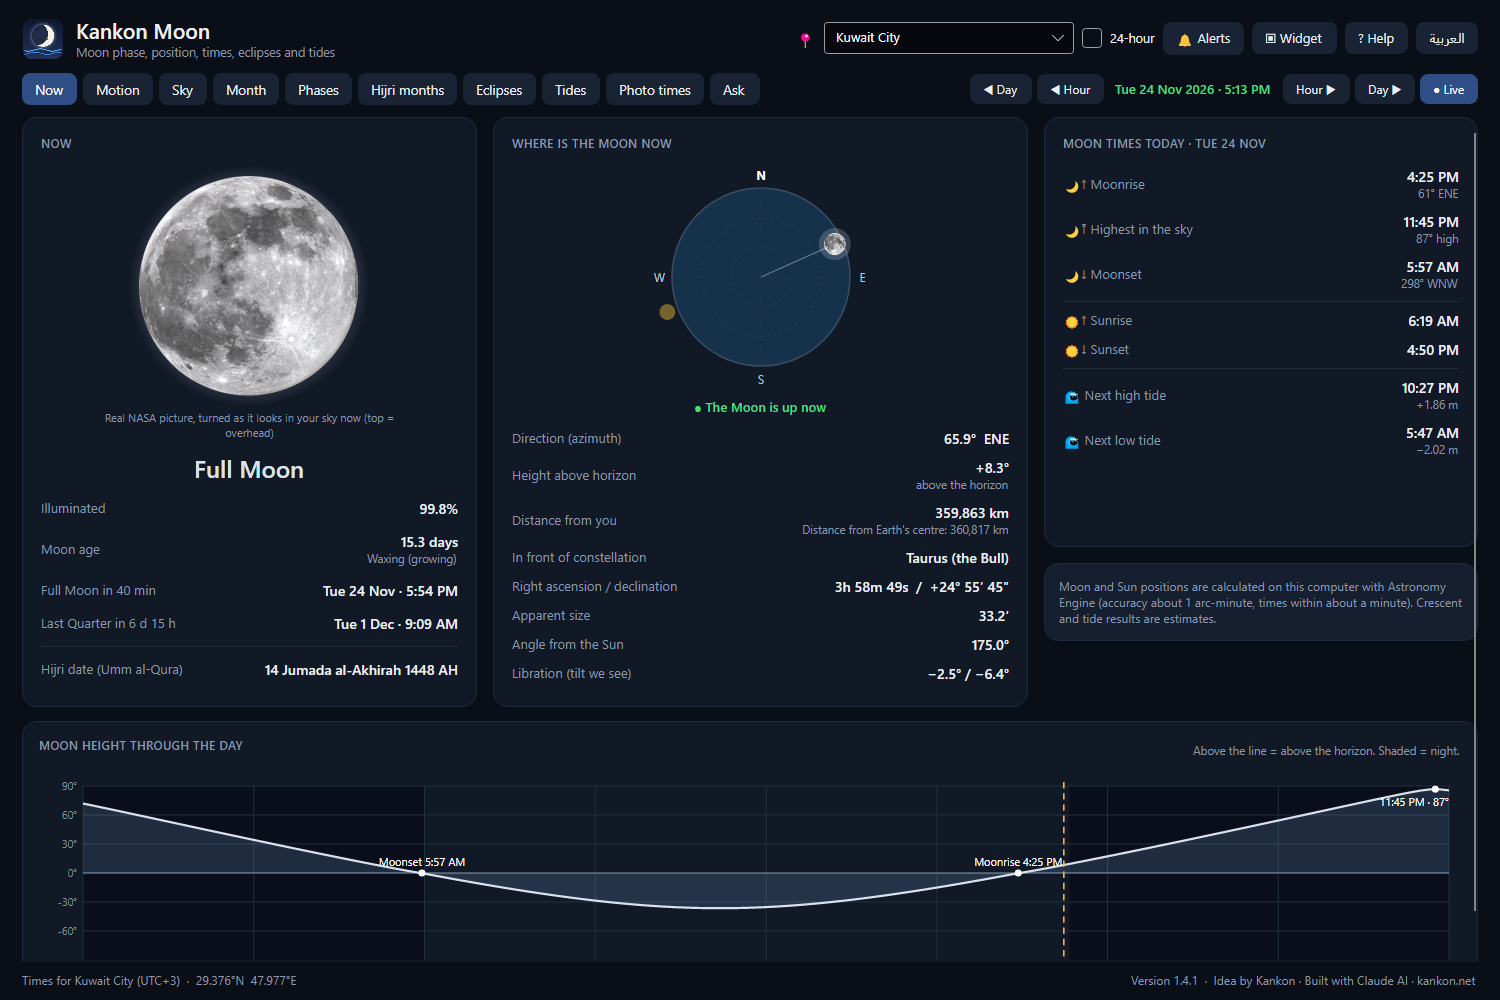 Kankon Moon
Moon phase, position, times, eclipses and tides
Kuwait City
24-hour
Alerts
Widget
? Help
العربية
Now
Motion
Sky
Month
Phases
Hijri months
Eclipses
Tides
Photo times
Ask
◀ Day
◀ Hour
Tue 24 Nov 2026 · 5:13 PM
Hour ▶
Day ▶
● Live
NOW
Real NASA picture, turned as it looks in your sky now (top =
overhead)
Full Moon
Illuminated 99.8%
Moon age 15.3 days
Waxing (growing)
Full Moon in 40 min Tue 24 Nov · 5:54 PM
Last Quarter in 6 d 15 h Tue 1 Dec · 9:09 AM
Hijri date (Umm al-Qura) 14 Jumada al-Akhirah 1448 AH
WHERE IS THE MOON NOW
N
W
E
S
● The Moon is up now
Direction (azimuth) 65.9° ENE
Height above horizon +8.3°
above the horizon
Distance from you 359,863 km
Distance from Earth's centre: 360,817 km
In front of constellation Taurus (the Bull)
Right ascension / declination 3h 58m 49s / +24° 55′ 45″
Apparent size 33.2′
Angle from the Sun 175.0°
Libration (tilt we see) −2.5° / −6.4°
MOON TIMES TODAY · TUE 24 NOV
↑ Moonrise 4:25 PM
61° ENE
⤒ Highest in the sky 11:45 PM
87° high
↓ Moonset 5:57 AM
298° WNW
↑ Sunrise 6:19 AM
↓ Sunset 4:50 PM
Next high tide 10:27 PM
+1.86 m
Next low tide 5:47 AM
−2.02 m
Moon and Sun positions are calculated on this computer with Astronomy
Engine (accuracy about 1 arc-minute, times within about a minute). Crescent
and tide results are estimates.
MOON HEIGHT THROUGH THE DAY
Above the line = above the horizon. Shaded = night.
90°
60°
30°
0°
-30°
-60°
Moonset 5:57 AM
Moonrise 4:25 PM
11:45 PM · 87°
Times for Kuwait City (UTC+3) · 29.376°N 47.977°E
Version 1.4.1 · Idea by Kankon · Built with Claude AI · kankon.net